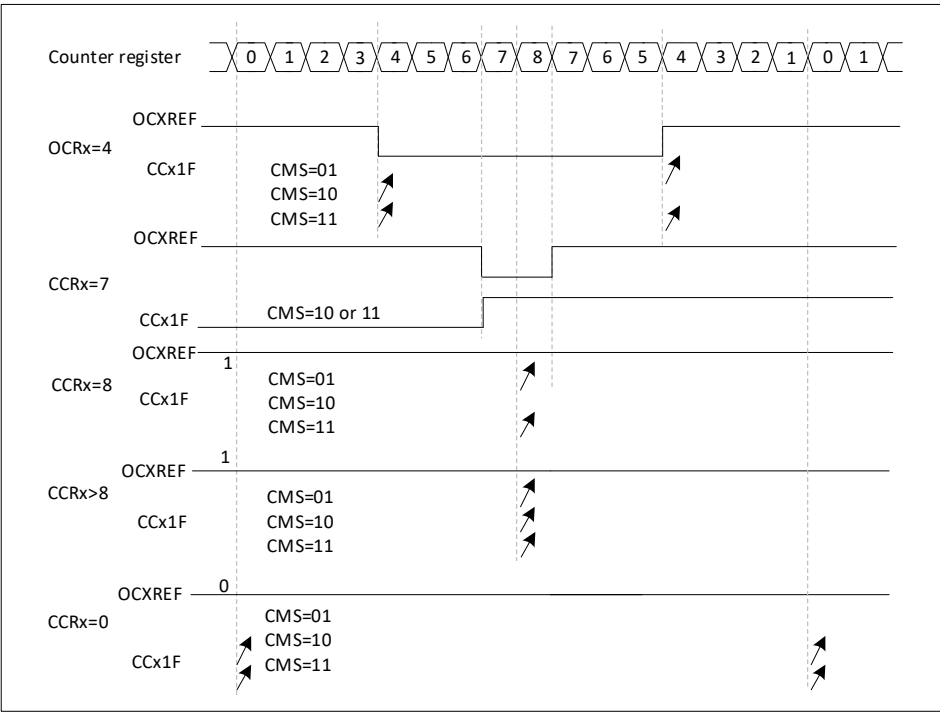 Counter register 0 1 2 3 4 5 6 7 8 7 6 5 4 3 2 1 0 1
OCXREF
OCRx=4
CCx1F
CMS=01
CMS=10
CMS=11
OCXREF
CCRx=7
CMS=10 or 11
CCx1F
OCXREF
1
CCRx=8
CMS=01
CCx1F
CMS=10
CMS=11
1
OCXREF
CCRx>8
CMS=01
CCx1F
CMS=10
CMS=11
0
OCXREF
CCRx=0
CMS=01
CMS=10
CCx1F
CMS=11